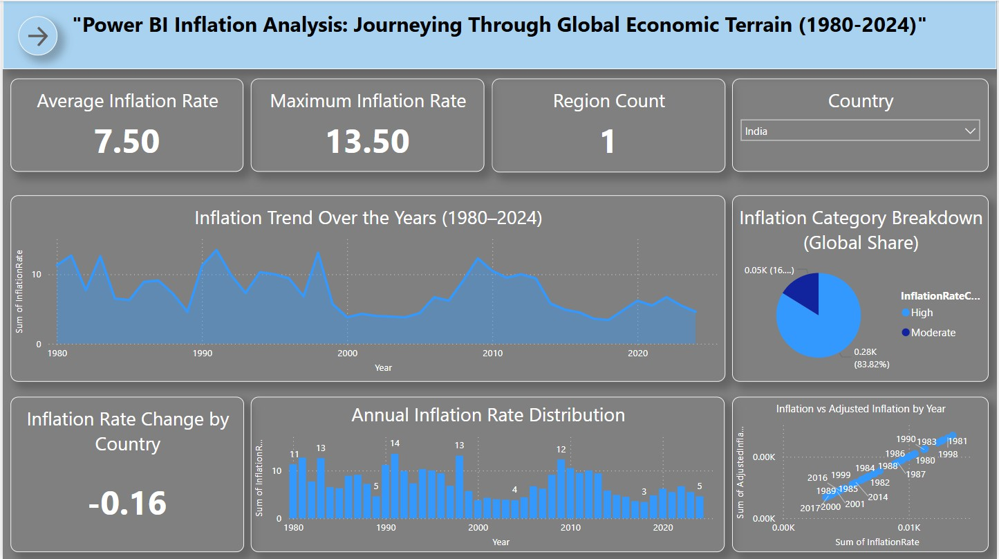 "Power BI Inflation Analysis: Journeying Through Global Economic Terrain (1980-2024)"
Average Inflation Rate
7.50
Maximum Inflation Rate
13.50
Region Count
1
Country
India
Inflation Trend Over the Years (1980–2024)
Sum of InflationRate
10
0
1980
1990
2000
2010
2020
Year
Inflation Category Breakdown
(Global Share)
0.05K (16....)
0.28K
(83.82%)
InflationRateC...
High
Moderate
Inflation Rate Change by
Country
-0.16
Annual Inflation Rate Distribution
Sum of InflationR...
10
0
11
13
5
14
13
4
12
3
5
1980
1990
2000
2010
2020
Year
Inflation vs Adjusted Inflation by Year
Sum of AdjustedInfla...
0.00K
0.00K
1990
1983
1981
1986
1980
1998
1984
1988
1987
2016
1999
1982
1989
1985
2014
2017
2000
2001
0.00K
0.01K
Sum of InflationRate